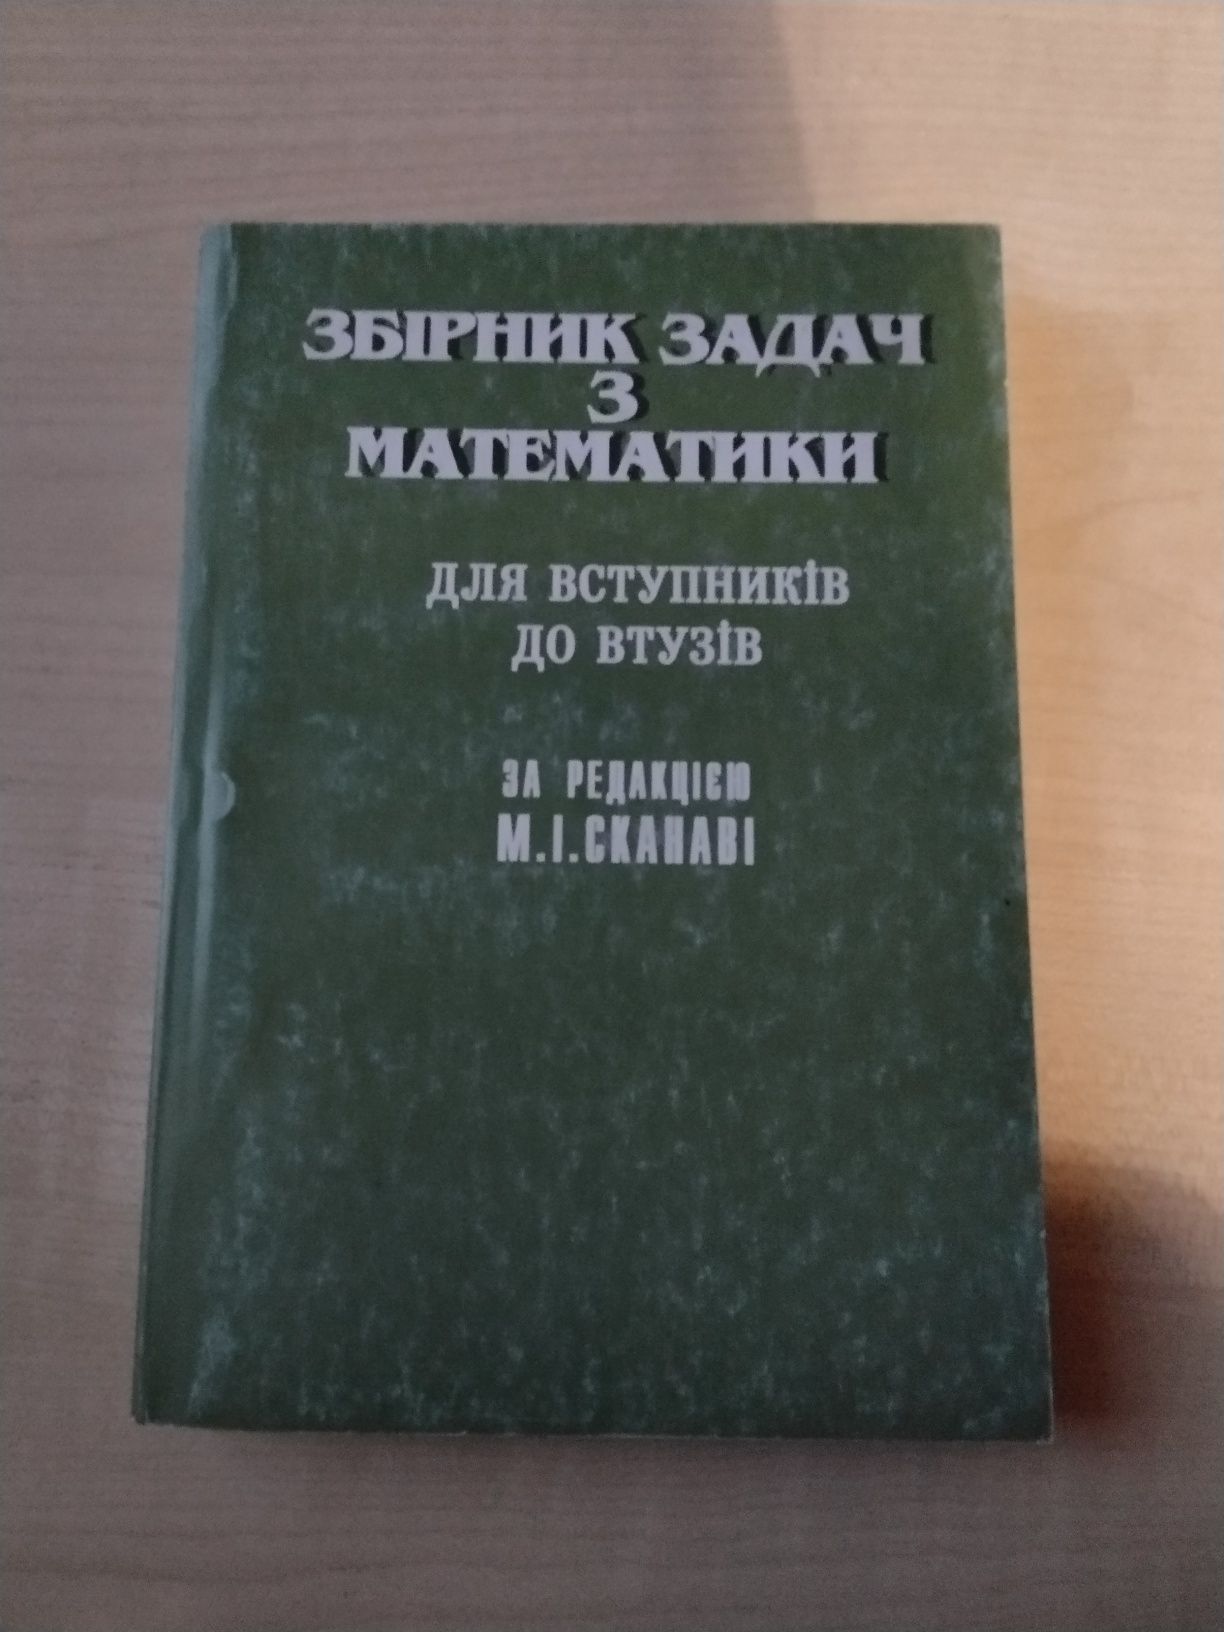 ЗБІРНИК ЗАДАЧ
З
МАТЕМАТИКИ
ДЛЯ ВСТУПНИКІВ
ДО ВТУЗІВ
ЗА РЕДАКЦІЄЮ
М.І.СКАНАВІ